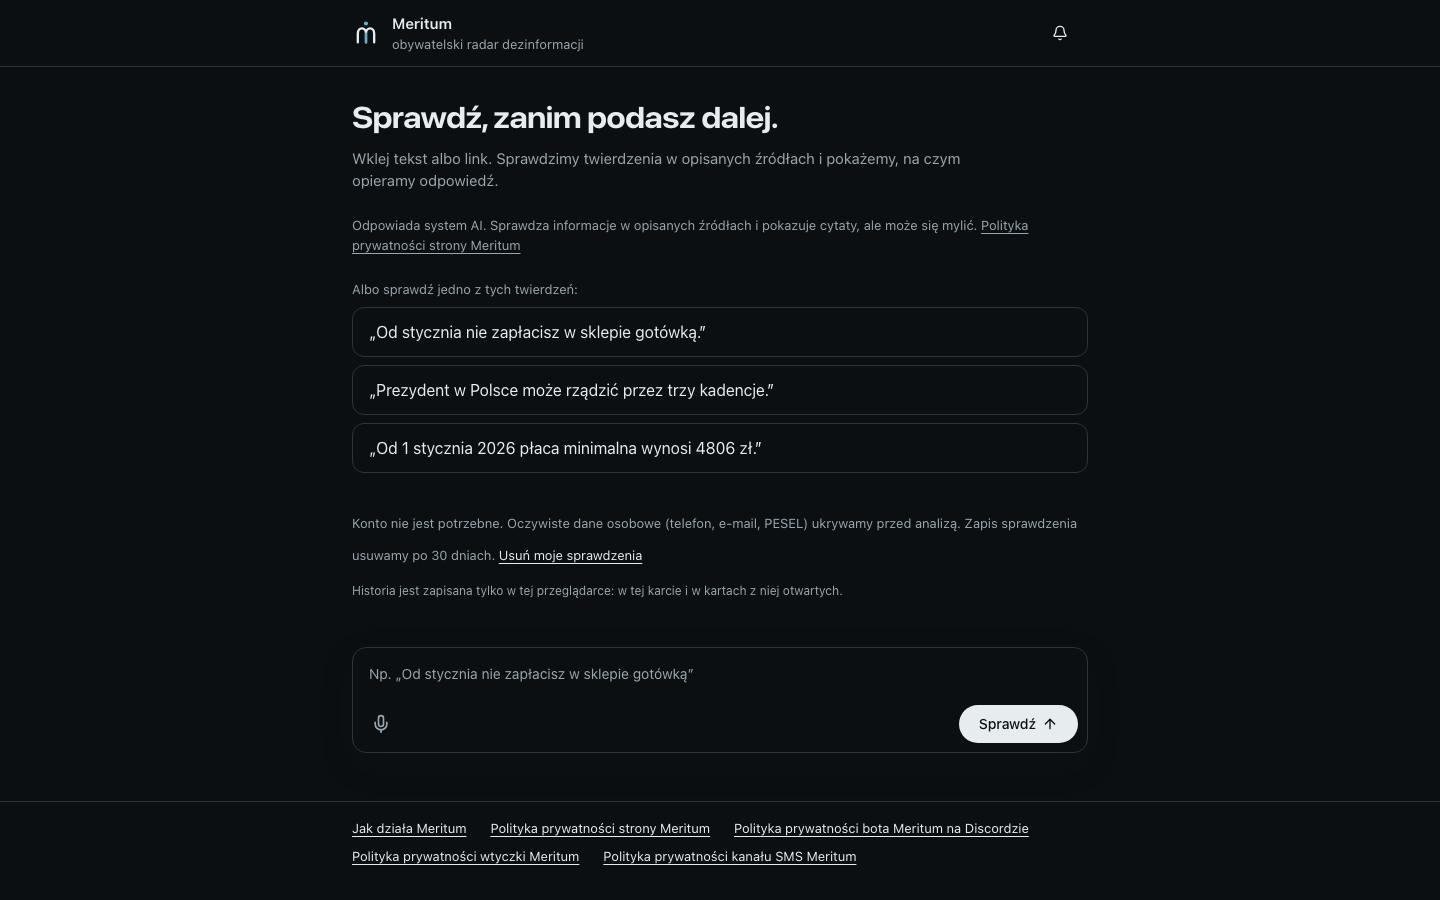 Meritum
obywatelski radar dezinformacji
Sprawdź, zanim podasz dalej.
Wklej tekst albo link. Sprawdzimy twierdzenia w opisanych źródłach i pokażemy, na czym
opieramy odpowiedź.
Odpowiada system AI. Sprawdza informacje w opisanych źródłach i pokazuje cytaty, ale może się mylić. Polityka
prywatności strony Meritum
Albo sprawdź jedno z tych twierdzeń:
„Od stycznia nie zapłacisz w sklepie gotówką.”
„Prezydent w Polsce może rządzić przez trzy kadencje.”
„Od 1 stycznia 2026 płaca minimalna wynosi 4806 zł.”
Konto nie jest potrzebne. Oczywiste dane osobowe (telefon, e-mail, PESEL) ukrywamy przed analizą. Zapis sprawdzenia
usuwamy po 30 dniach. Usuń moje sprawdzenia
Historia jest zapisana tylko w tej przeglądarce: w tej karcie i w kartach z niej otwartych.
Np. „Od stycznia nie zapłacisz w sklepie gotówką”
Sprawdź
Jak działa Meritum Polityka prywatności strony Meritum Polityka prywatności bota Meritum na Discordzie
Polityka prywatności wtyczki Meritum Polityka prywatności kanału SMS Meritum